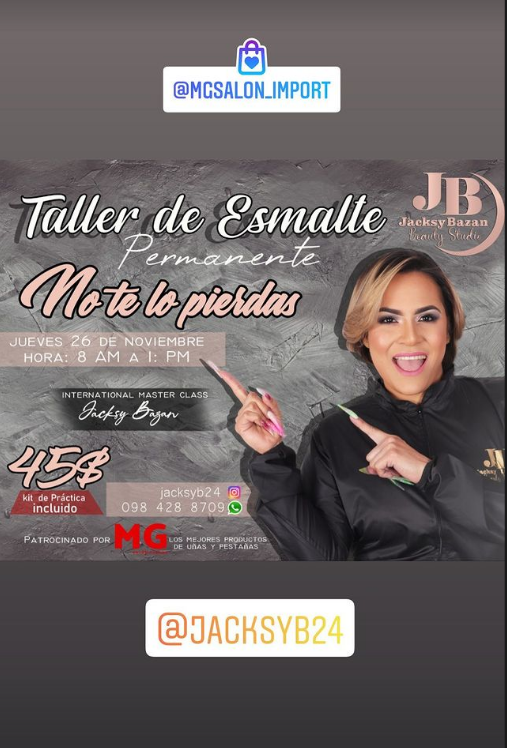 @MGSALON_IMPORT
Taller de Esmalte
Permanente
No te lo pierdas
JB
JacksyBazan
Beauty Studio
JUEVES 26 DE NOVIEMBRE
HORA: 8 AM A 1: PM
INTERNATIONAL MASTER CLASS
Jacksy Bazan
45$
kit de Práctica
incluido
jacksyb24
098 428 8709
PATROCINADO POR MG LOS MEJORES PRODUCTOS
DE UÑAS Y PESTAÑAS
@JACKSYB24